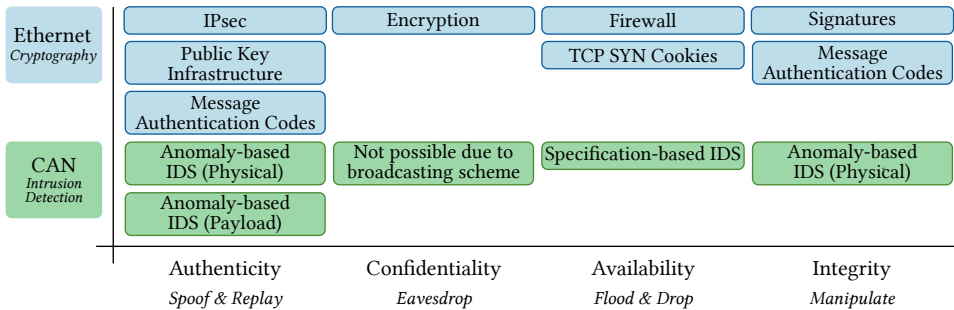 Ethernet
Cryptography
IPsec
Encryption
Firewall
Signatures
Public Key
Infrastructure
TCP SYN Cookies
Message
Authentication Codes
Message
Authentication Codes
CAN
Intrusion
Detection
Anomaly-based
IDS (Physical)
Not possible due to
broadcasting scheme
Specification-based IDS
Anomaly-based
IDS (Physical)
Anomaly-based
IDS (Payload)
Authenticity
Confidentiality
Availability
Integrity
Spoof & Replay
Eavesdrop
Flood & Drop
Manipulate